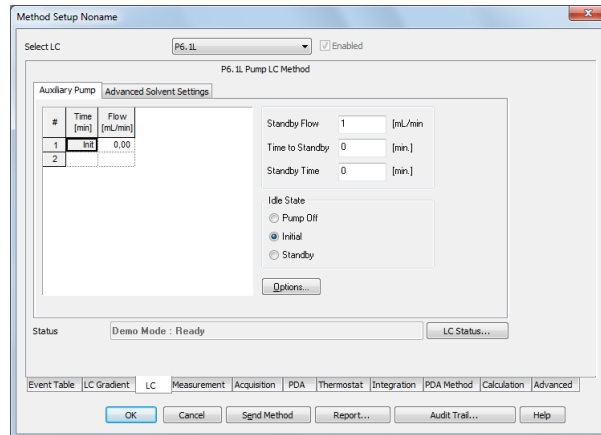 Method Setup Noname
Select LC P6.1L Enabled
P6.1L Pump LC Method
Auxiliary Pump Advanced Solvent Settings
# Time [min] Flow [mL/min]
1 Init 0,00
2
Standby Flow 1 [mL/min
Time to Standby 0 [min.]
Standby Time 0 [min.]
Idle State
Pump Off
Initial
Standby
Options...
Status Demo Mode : Ready LC Status...
Event Table LC Gradient LC Measurement Acquisition PDA Thermostat Integration PDA Method Calculation Advanced
OK Cancel Send Method Report... Audit Trail... Help